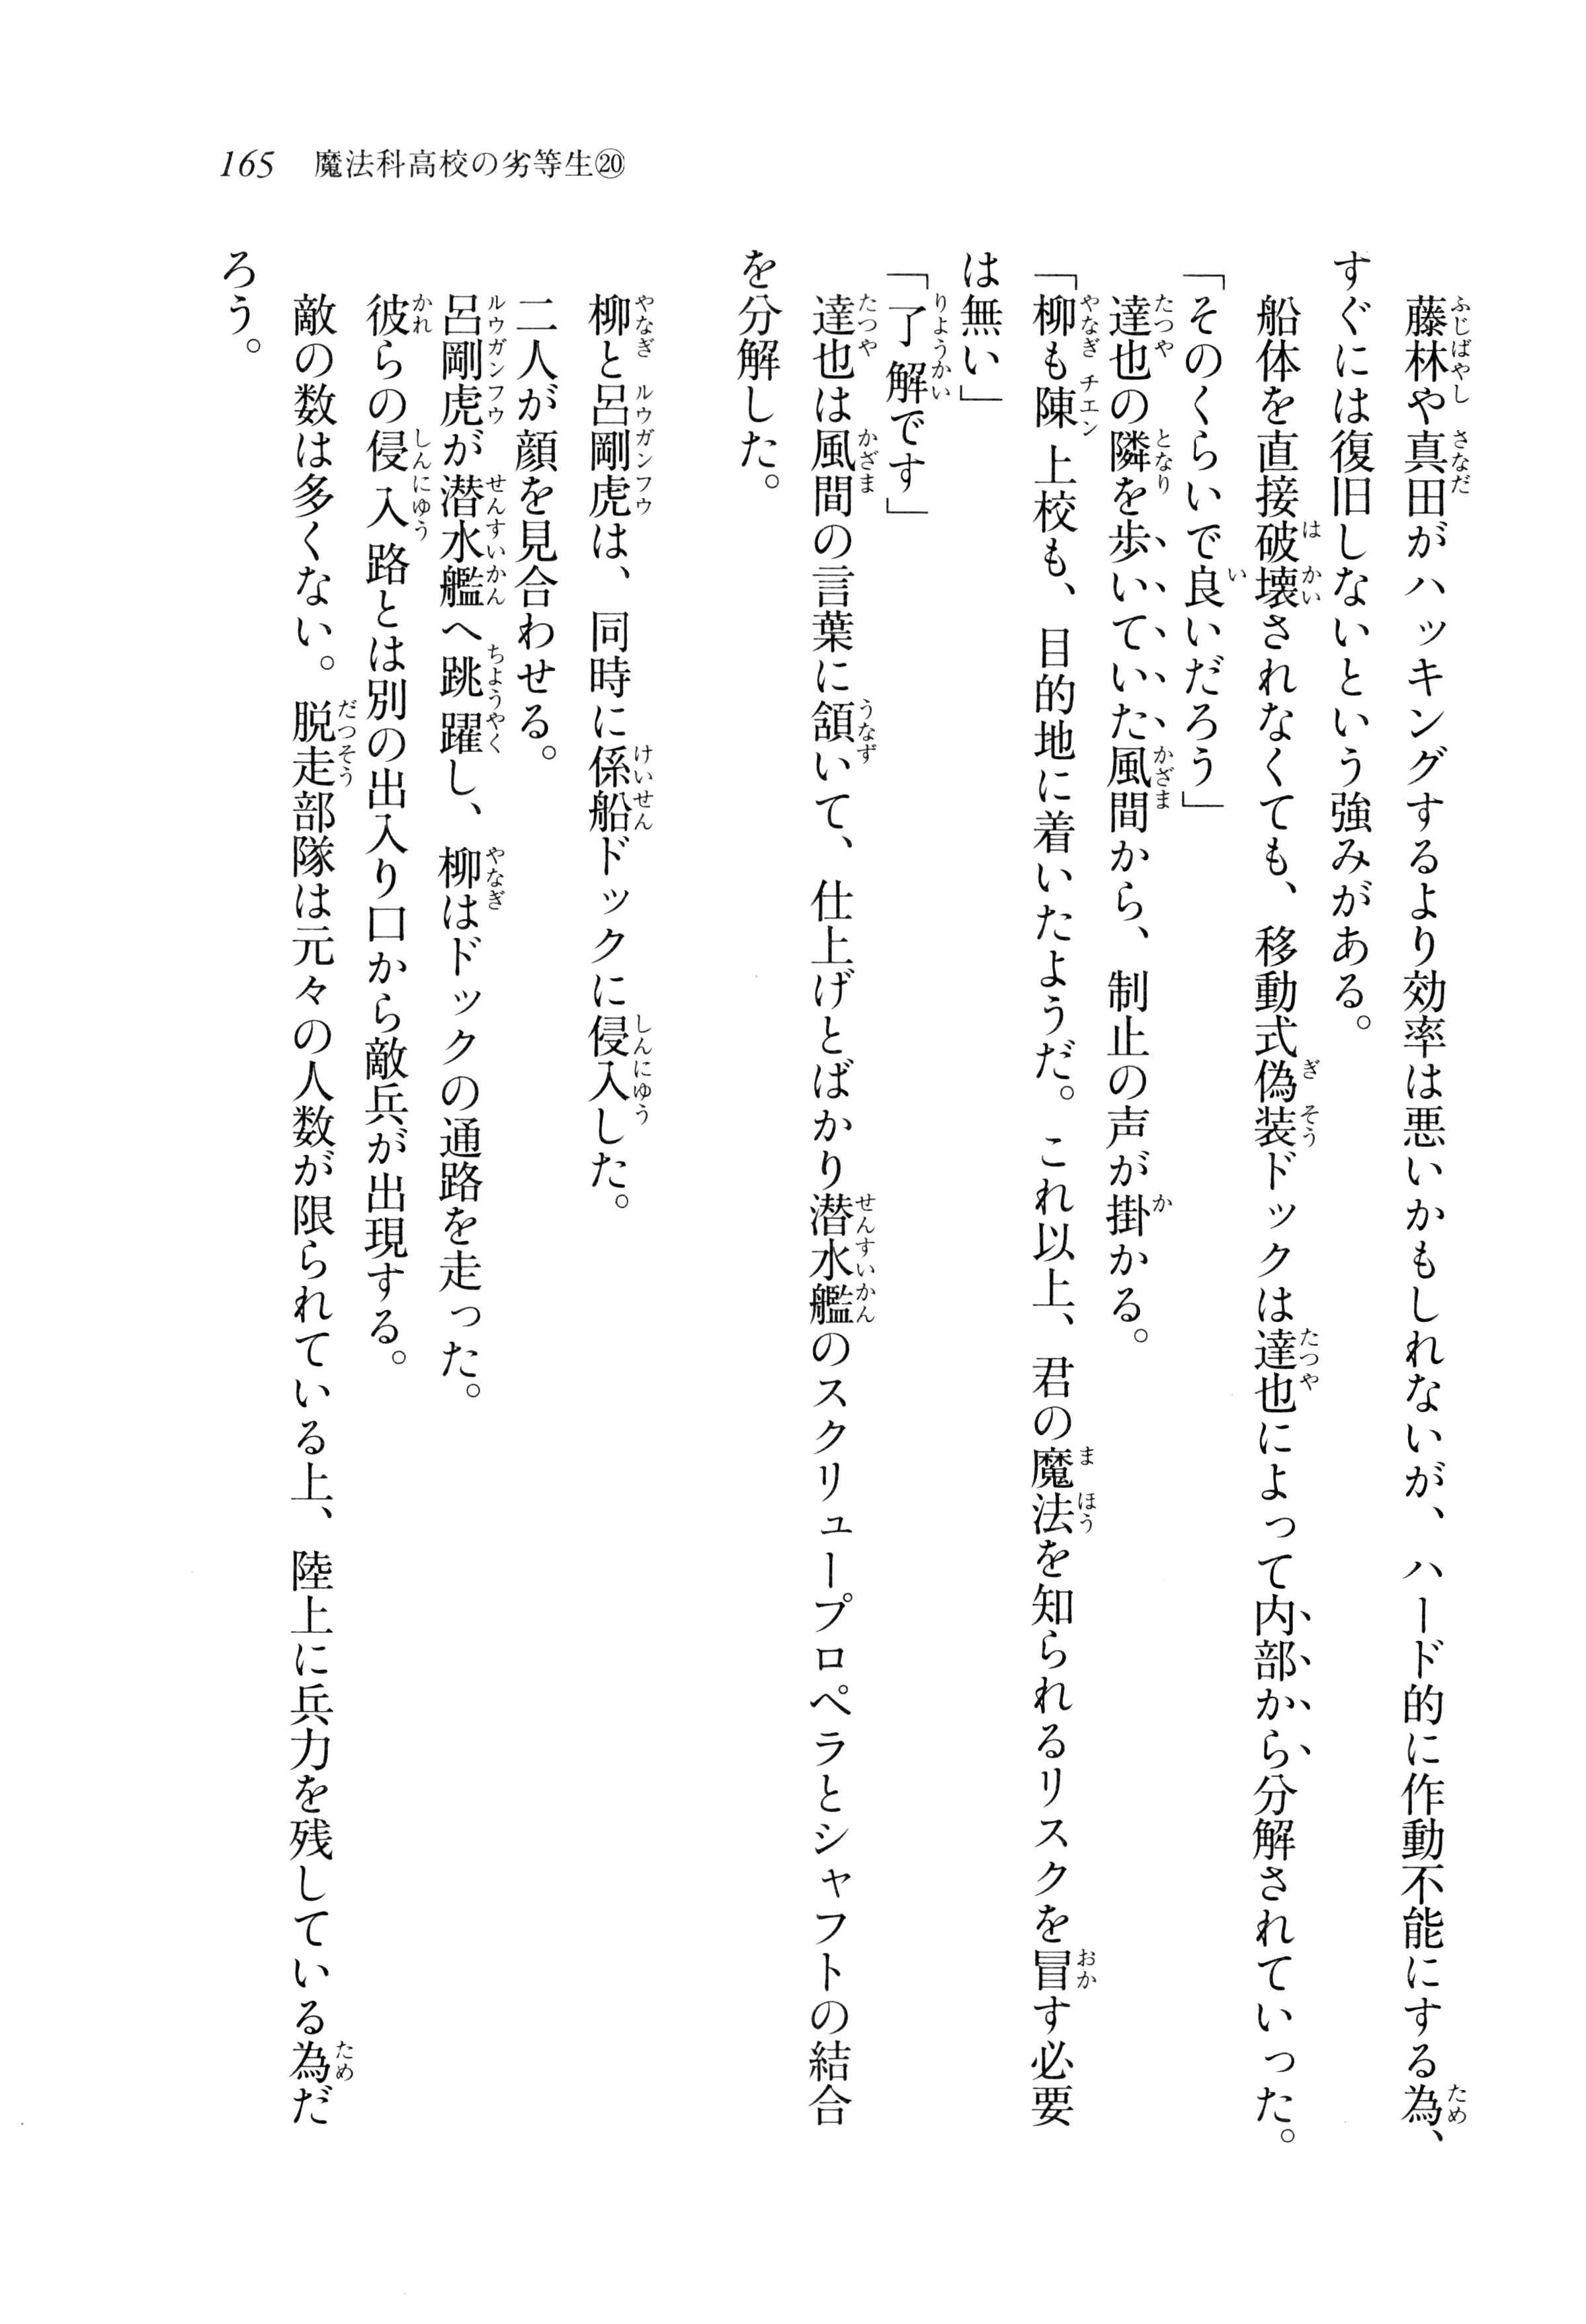 165 魔法科高校の劣等生⑳
　藤林や真田がハッキングするより効率は悪いかもしれないが、ハード的に作動不能にする為、
すぐには復旧しないという強みがある。
　船体を直接破壊されなくても、移動式偽装ドックは達也によって内部から分解されていった。
「そのくらいで良いだろう」
　達也の隣を歩いていた風間から、制止の声が掛かる。
「柳も陳上校も、目的地に着いたようだ。これ以上、君の魔法を知られるリスクを冒す必要
は無い」
「了解です」
　達也は風間の言葉に頷いて、仕上げとばかり潜水艦のスクリュープロペラとシャフトの結合
を分解した。
　柳と呂剛虎は、同時に係船ドックに侵入した。
　二人が顔を見合わせる。
　呂剛虎が潜水艦へ跳躍し、柳はドックの通路を走った。
　彼らの侵入路とは別の出入り口から敵兵が出現する。
　敵の数は多くない。脱走部隊は元々の人数が限られている上、陸上に兵力を残している為だ
ろう。